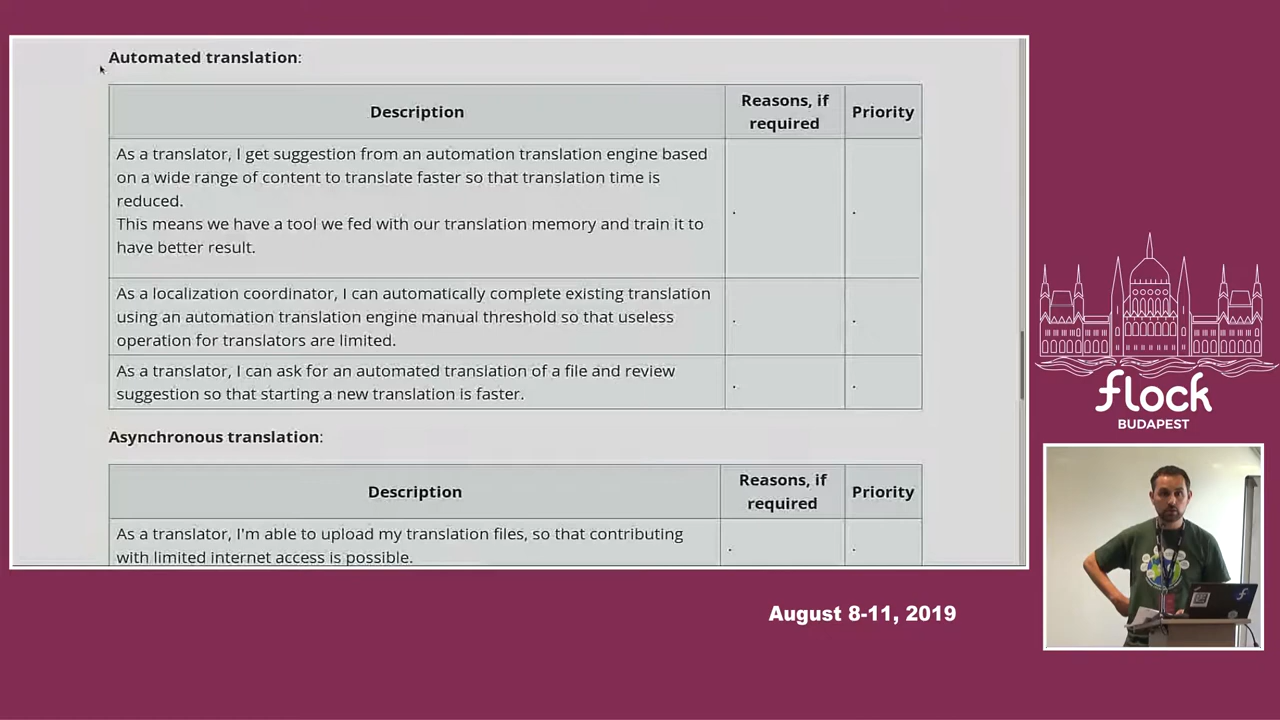 Automated translation:
Description
Reasons, if
required
Priority
As a translator, I get suggestion from an automation translation engine based
on a wide range of content to translate faster so that translation time is
reduced.
This means we have a tool we fed with our translation memory and train it to
have better result.
.
.
As a localization coordinator, I can automatically complete existing translation
using an automation translation engine manual threshold so that useless
operation for translators are limited.
.
.
As a translator, I can ask for an automated translation of a file and review
suggestion so that starting a new translation is faster.
.
.
Asynchronous translation:
Description
Reasons, if
required
Priority
As a translator, I'm able to upload my translation files, so that contributing
with limited internet access is possible.
.
.
flock
BUDAPEST
August 8-11, 2019